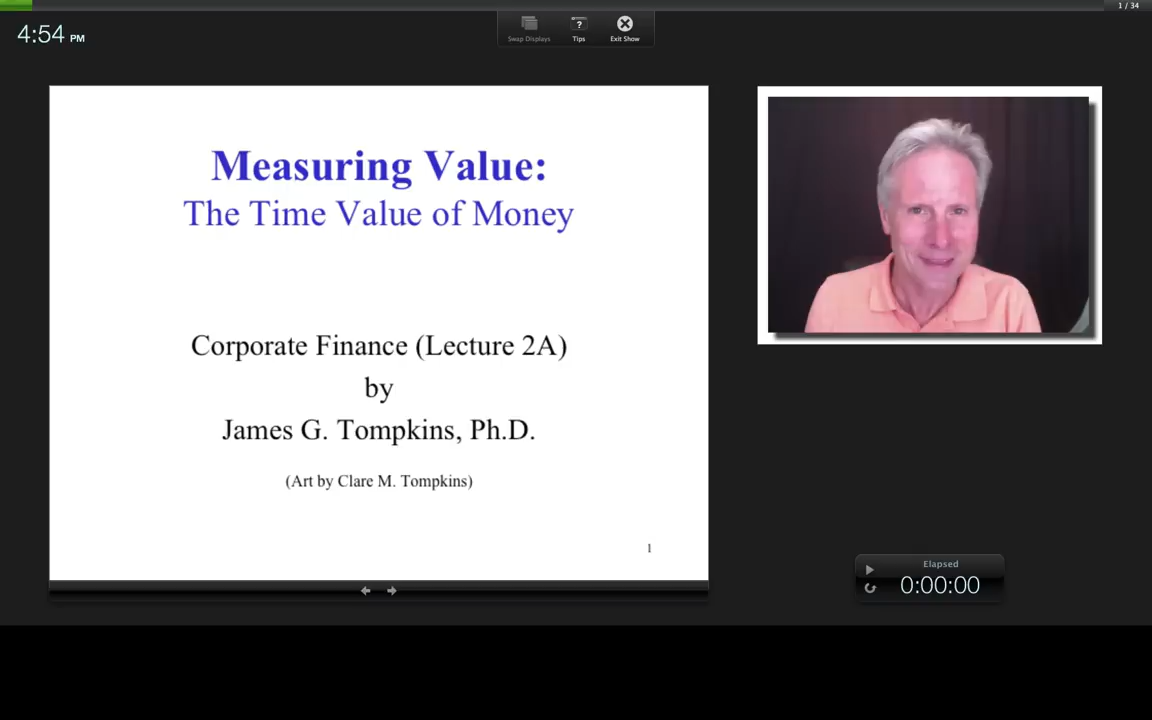 1 / 34
4:54 PM
Swap Displays
?
Tips
Exit Show
Measuring Value:
The Time Value of Money
Corporate Finance (Lecture 2A)
by
James G. Tompkins, Ph.D.
(Art by Clare M. Tompkins)
1
Elapsed
0:00:00